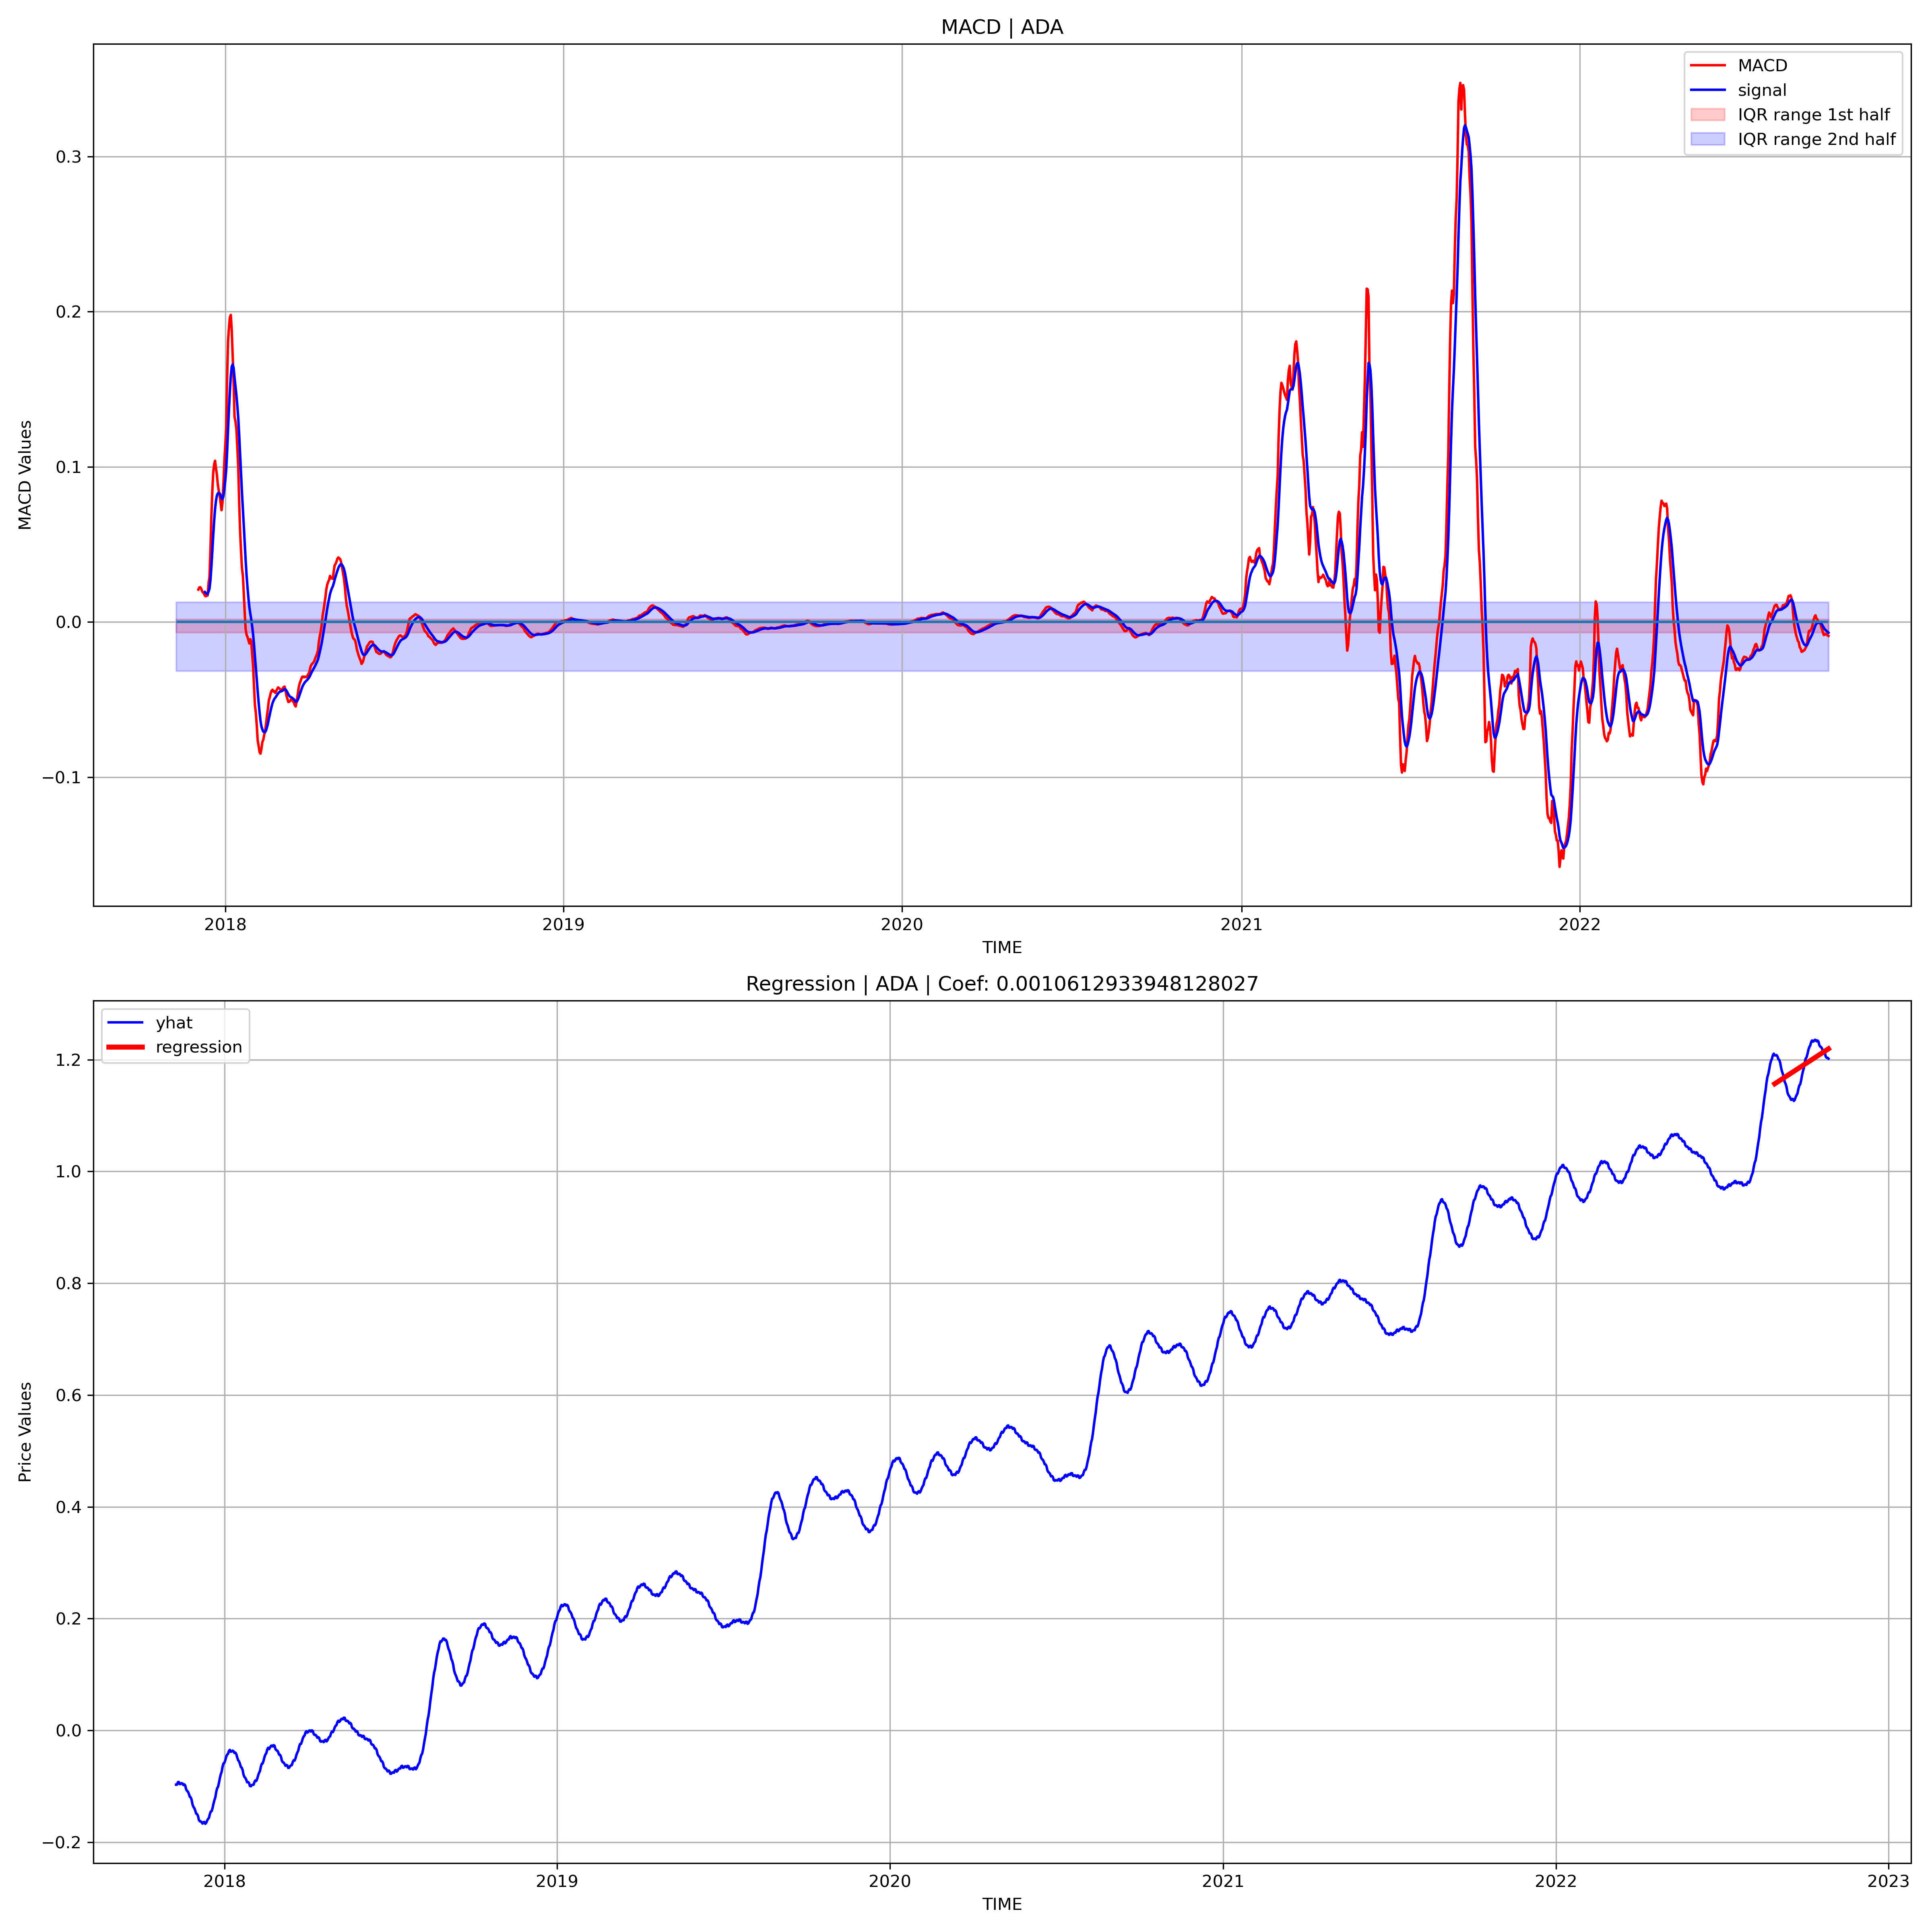 MACD | ADA
MACD
signal
IQR range 1st half
IQR range 2nd half
0.3
0.2
0.1
0.0
−0.1
MACD Values
2018 2019 2020 2021 2022
TIME
Regression | ADA | Coef: 0.0010612933948128027
yhat
regression
1.2
1.0
0.8
0.6
0.4
0.2
0.0
−0.2
Price Values
2018 2019 2020 2021 2022 2023
TIME